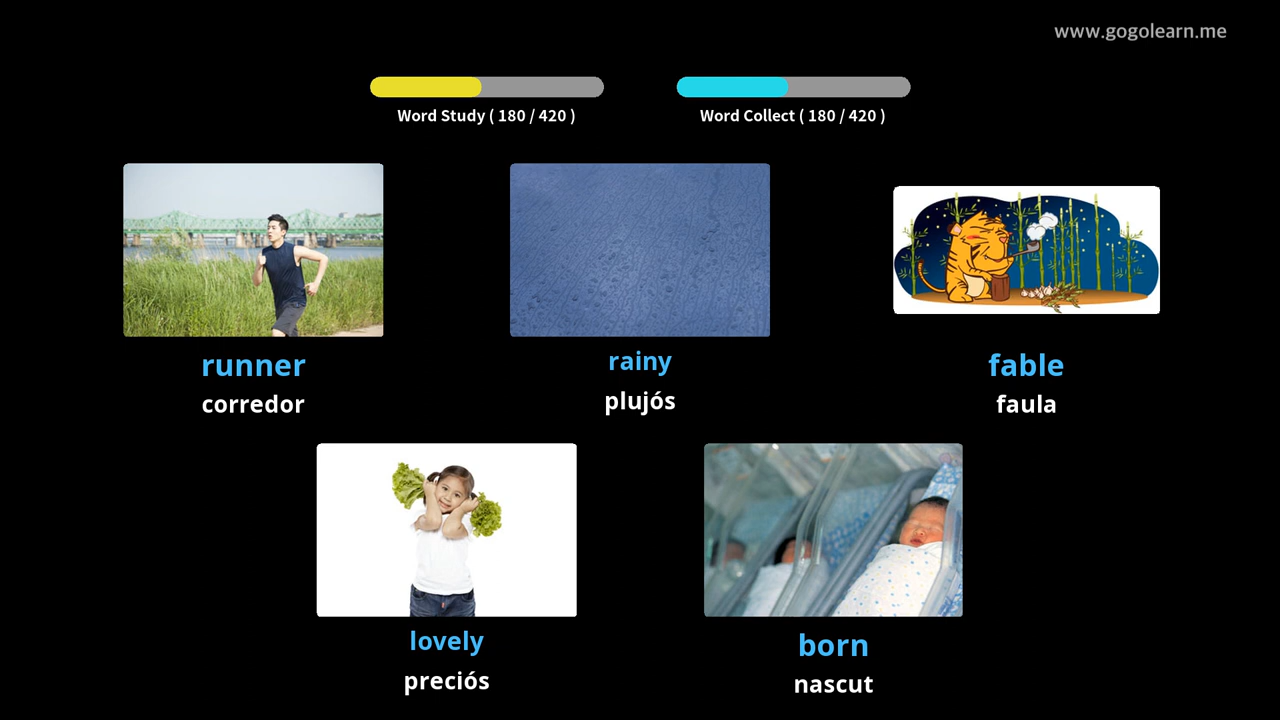 www.gogolearn.me
Word Study ( 180 / 420 )
Word Collect ( 180 / 420 )
runner
corredor
rainy
plujós
fable
faula
lovely
preciós
born
nascut